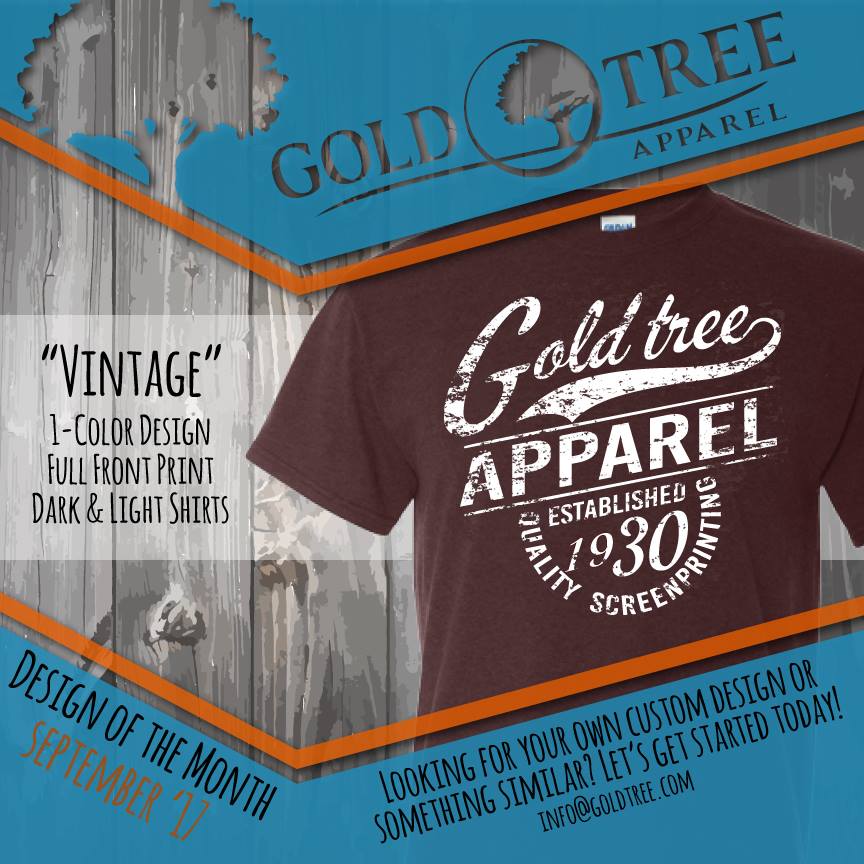 GOLD TREE
APPAREL
"VINTAGE"
1-COLOR DESIGN
FULL FRONT PRINT
DARK & LIGHT SHIRTS
GILDAN
Gold tree
APPAREL
ESTABLISHED
1930
QUALITY SCREENPRINTING
DESIGN OF THE MONTH
SEPTEMBER '17
LOOKING FOR YOUR OWN CUSTOM DESIGN OR
SOMETHING SIMILAR? LET'S GET STARTED TODAY!
INFO@GOLDTREE.COM